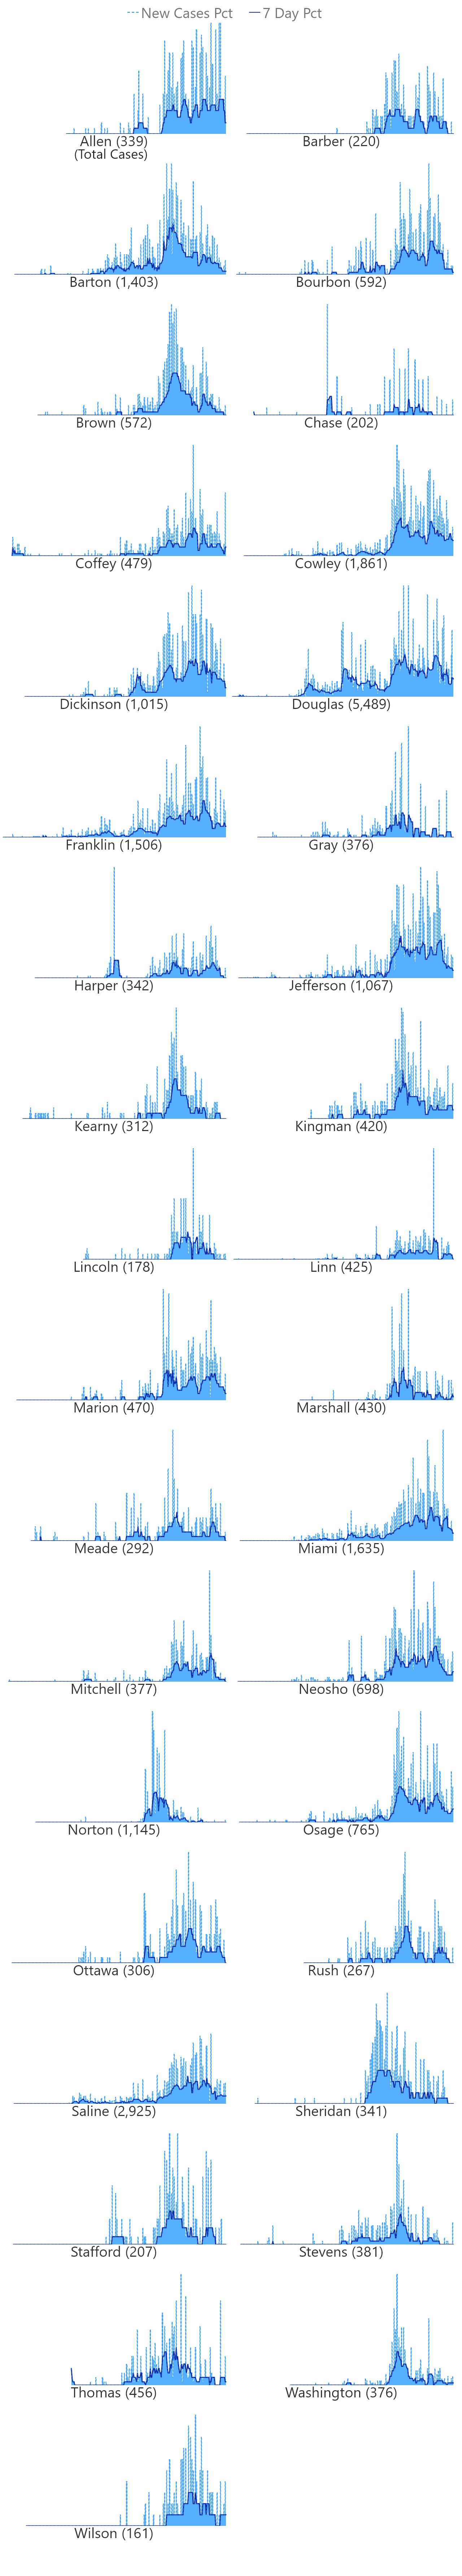 New Cases Pct 7 Day Pct
Allen (339)
(Total Cases)
Barber (220)
Barton (1,403)
Bourbon (592)
Brown (572)
Chase (202)
Coffey (479)
Cowley (1,861)
Dickinson (1,015)
Douglas (5,489)
Franklin (1,506)
Gray (376)
Harper (342)
Jefferson (1,067)
Kearny (312)
Kingman (420)
Lincoln (178)
Linn (425)
Marion (470)
Marshall (430)
Meade (292)
Miami (1,635)
Mitchell (377)
Neosho (698)
Norton (1,145)
Osage (765)
Ottawa (306)
Rush (267)
Saline (2,925)
Sheridan (341)
Stafford (207)
Stevens (381)
Thomas (456)
Washington (376)
Wilson (161)